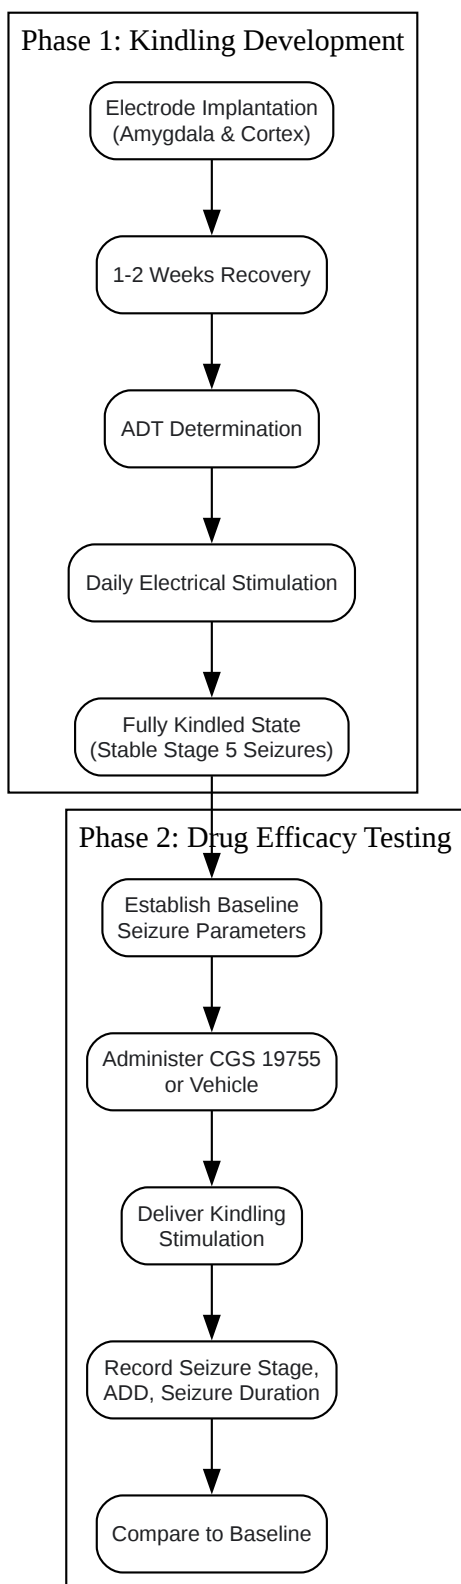 Phase 1: Kindling Development
Electrode Implantation
(Amygdala & Cortex)
1-2 Weeks Recovery
ADT Determination
Daily Electrical Stimulation
Fully Kindled State
(Stable Stage 5 Seizures)
Phase 2: Drug Efficacy Testing
Establish Baseline
Seizure Parameters
Administer CGS 19755
or Vehicle
Deliver Kindling
Stimulation
Record Seizure Stage,
ADD, Seizure Duration
Compare to Baseline